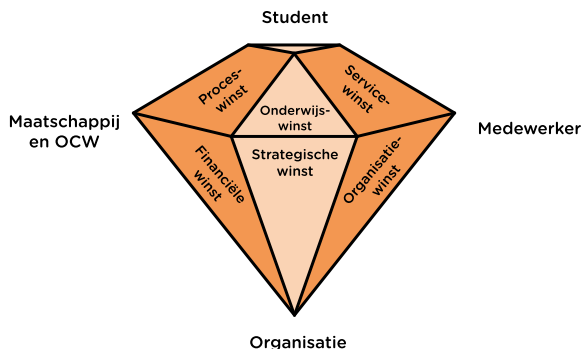 Student
Proces-
winst
Service-
winst
Onderwijs-
winst
Maatschappij
en OCW
Medewerker
Strategische
winst
Financiële
winst
Organisatie-
winst
Organisatie